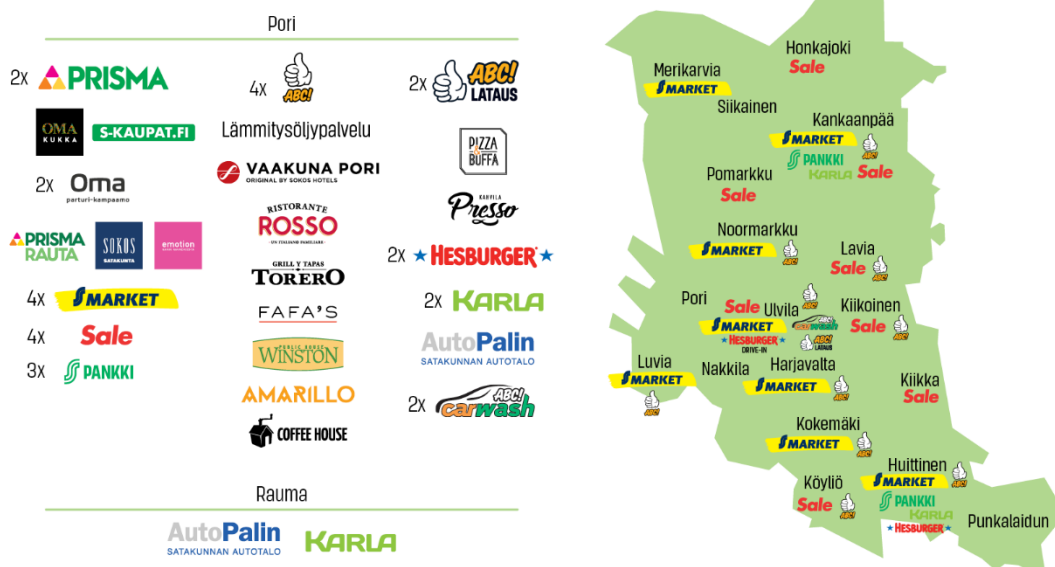 Pori
2x PRISMA
OMA
KUKKA
S-KAUPAT.FI
2x Oma
parturi-kampaamo
PRISMA
RAUTA
SOKOS
SATAKUNTA
emotion
4x S MARKET
4x Sale
3x S PANKKI
4x ABC!
Lämmitysöljypalvelu
VAAKUNA PORI
ORIGINAL BY SOKOS HOTELS
RISTORANTE
ROSSO
UN ITALIANO FAMILIARE
GRILL Y TAPAS
TORERO
FAFA'S
PUBLIC HOUSE
WINSTON
AMARILLO
COFFEE HOUSE
2x ABC!
LATAUS
PIZZA
&
BUFFA
KAHVILA
Presso
2x HESBURGER
2x KARLA
AutoPalin
SATAKUNNAN AUTOTALO
2x ABC!
carwash
Rauma
AutoPalin
SATAKUNNAN AUTOTALO
KARLA
Honkajoki
Sale
Merikarvia
S MARKET
Siikainen
Kankaanpää
S MARKET
ABC!
S PANKKI
KARLA
Sale
Pomarkku
Sale
Noormarkku
S MARKET
ABC!
Lavia
Sale
ABC!
Pori
Sale Ulvila
ABC!
S MARKET
carwash
HESBURGER
DRIVE-IN
ABC!
LATAUS
Kiikoinen
Sale
ABC!
Luvia
S MARKET
ABC!
Nakkila
Harjavalta
S MARKET
ABC!
Kiikka
Sale
Kokemäki
S MARKET
ABC!
Köyliö
Sale
ABC!
Huittinen
S MARKET
ABC!
S PANKKI
KARLA
HESBURGER
Punkalaidun